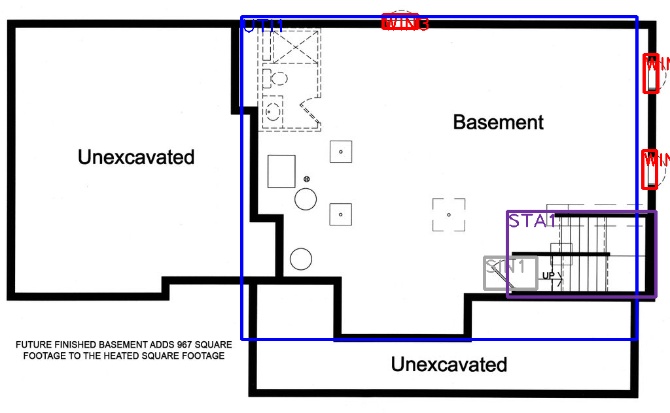 UTI1
WIN3
WIN
Basement
Unexcavated
WIN
STA1
SIN1
UP
FUTURE FINISHED BASEMENT ADDS 967 SQUARE
FOOTAGE TO THE HEATED SQUARE FOOTAGE
Unexcavated